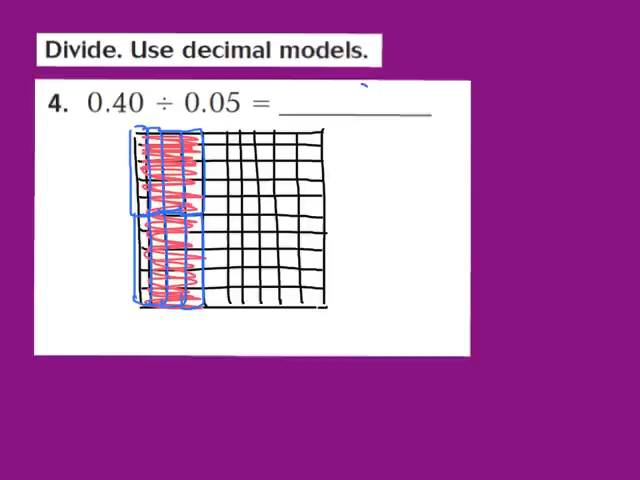 Divide. Use decimal models.
4. 0.40 ÷ 0.05 = __________